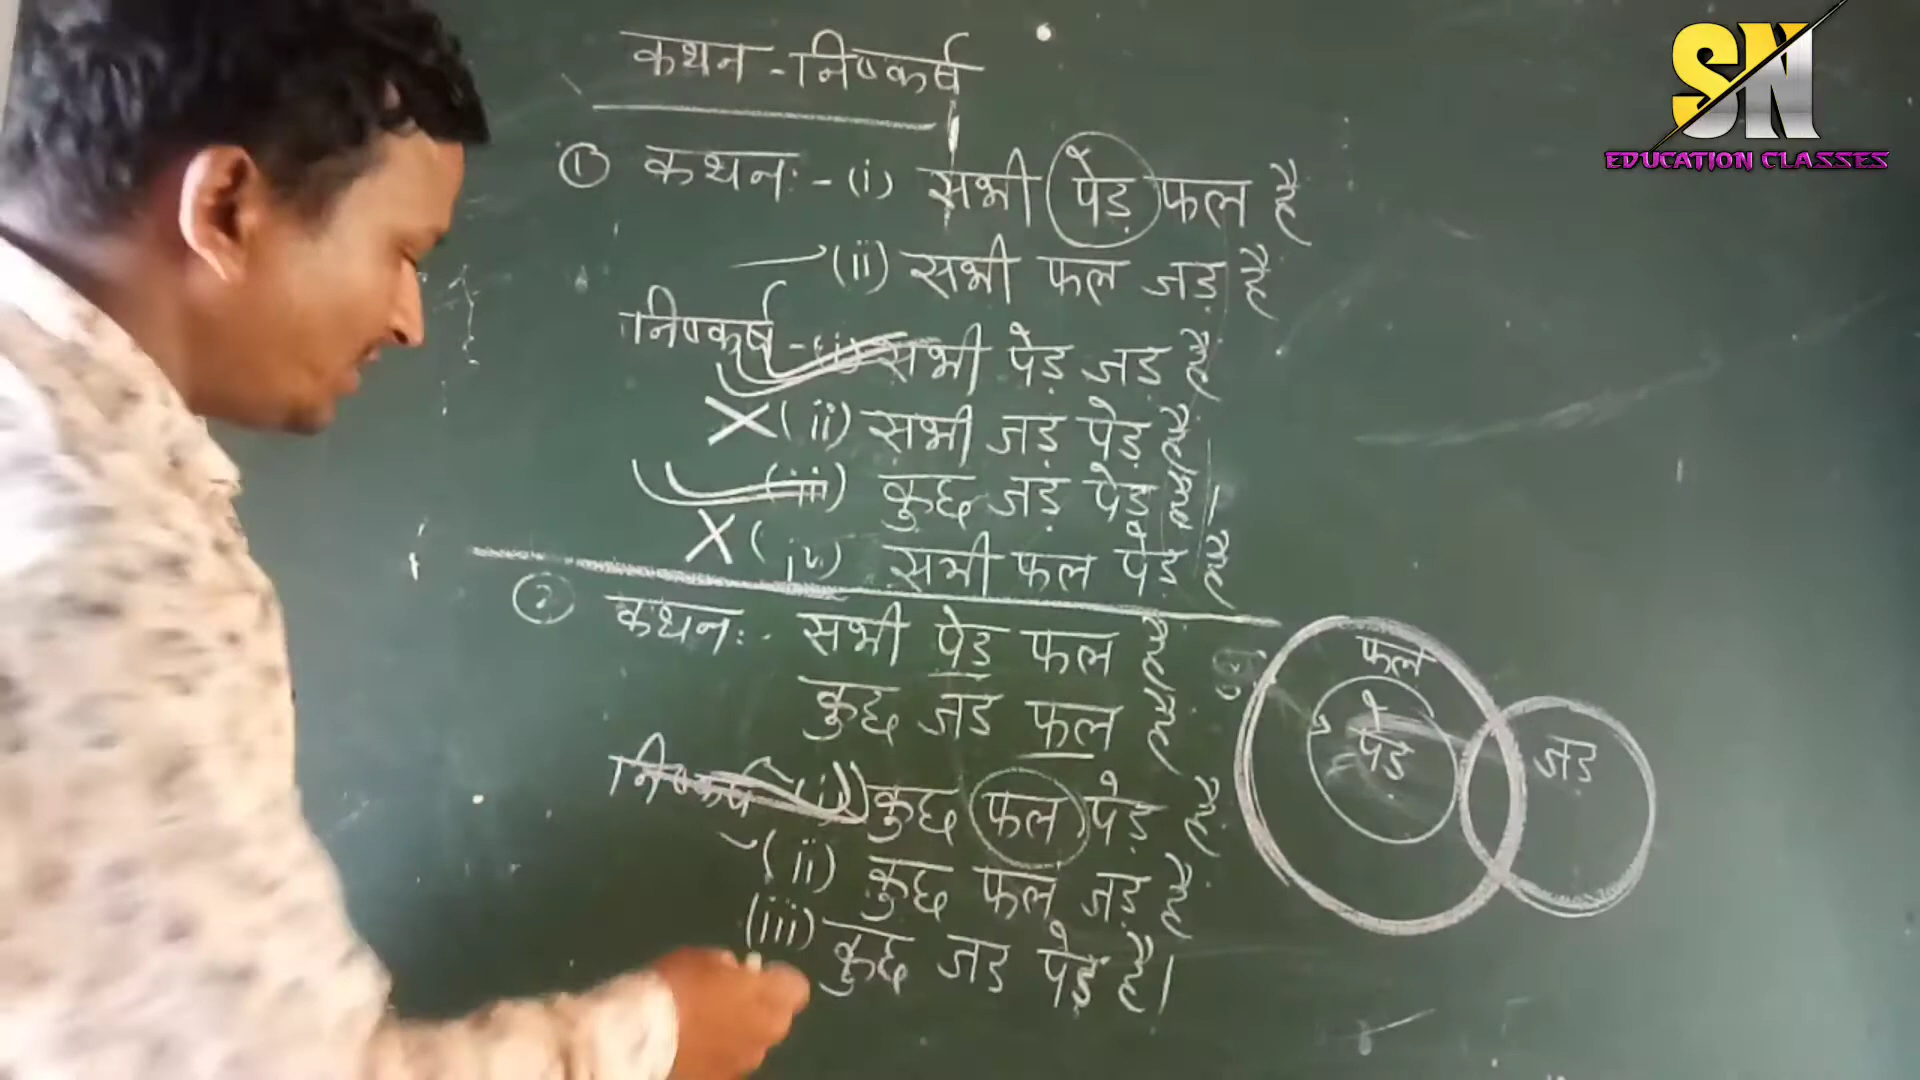 कथन - निष्कर्ष
SN
EDUCATION CLASSES
① कथन :- (i) सभी पेड़ फल है
(ii) सभी फल जड़ है
निष्कर्ष - (i) सभी पेड़ जड़ है
X (ii) सभी जड़ पेड़ है
(iii) कुछ जड़ पेड़ है।
X (iv) सभी फल पेड़ है
② कथन :- सभी पेड़ फल है
कुछ जड़ फल है
निष्कर्ष (i) कुछ फल पेड़ है
(ii) कुछ फल जड़ है
(iii) कुछ जड पेड़ है।
फल
पेड
जड